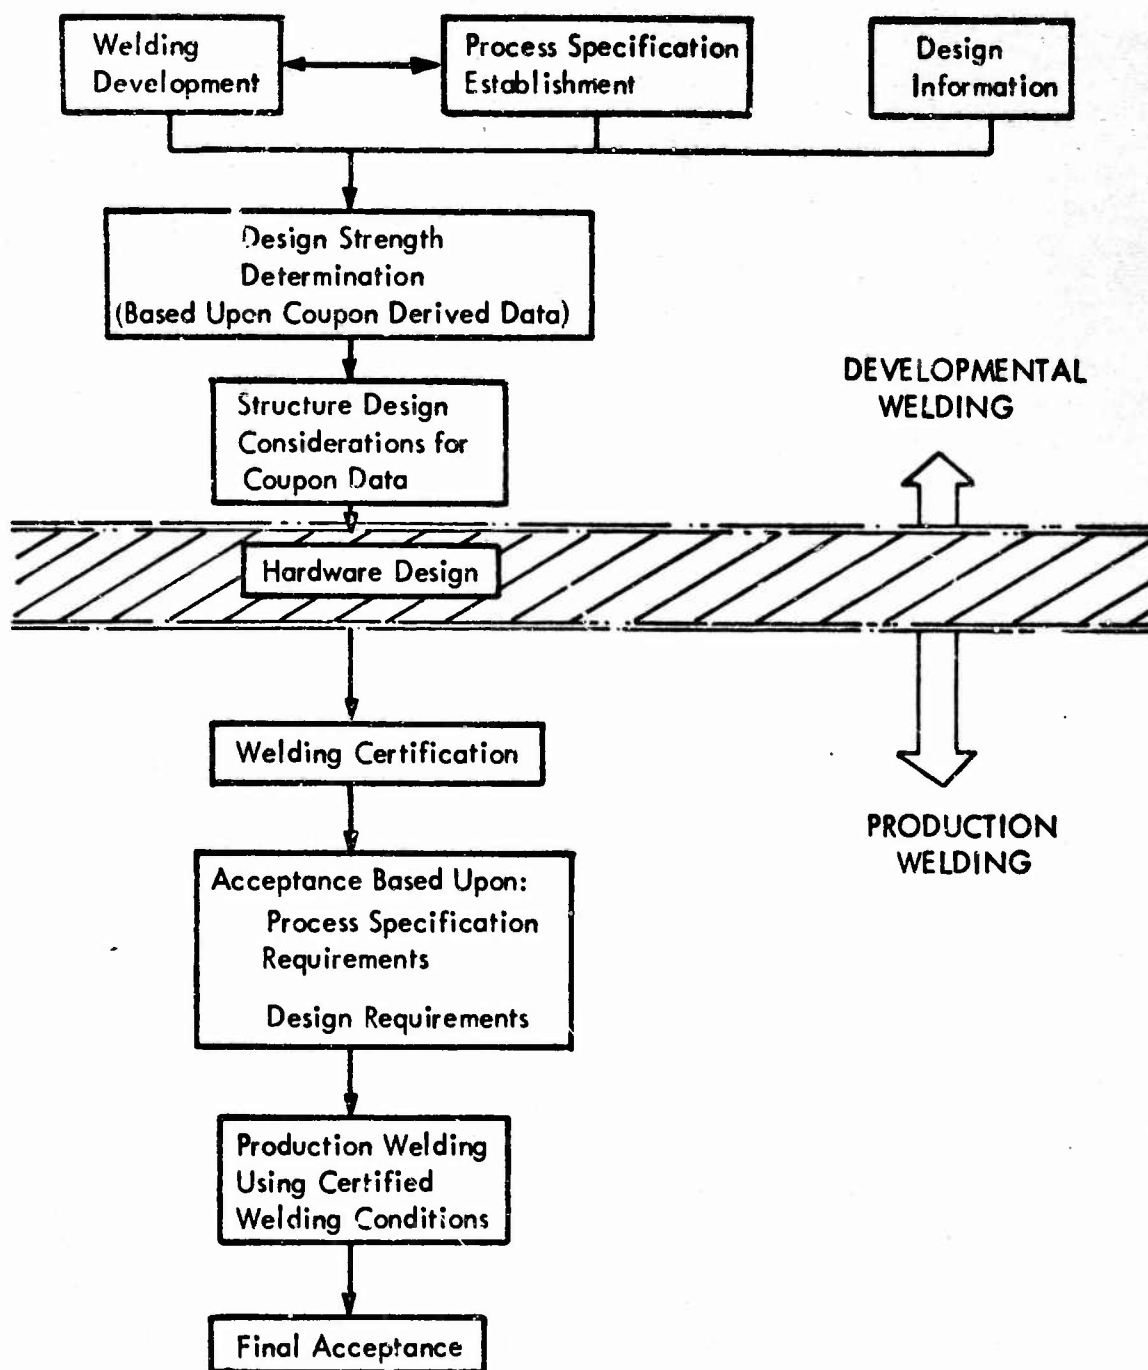 Welding
Development
Process Specification
Establishment
Design
Information
Design Strength
Determination
(Based Upon Coupon Derived Data)
Structure Design
Considerations for
Coupon Data
DEVELOPMENTAL
WELDING
Hardware Design
Welding Certification
PRODUCTION
WELDING
Acceptance Based Upon:
Process Specification
Requirements
Design Requirements
Production Welding
Using Certified
Welding Conditions
Final Acceptance